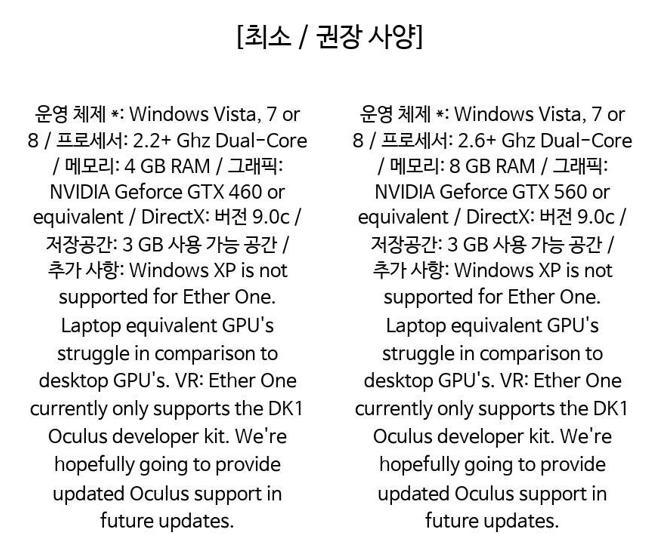 [최소 / 권장 사양]
운영 체제 *: Windows Vista, 7 or
8 / 프로세서: 2.2+ Ghz Dual-Core
/ 메모리: 4 GB RAM / 그래픽:
NVIDIA Geforce GTX 460 or
equivalent / DirectX: 버전 9.0c /
저장공간: 3 GB 사용 가능 공간 /
추가 사항: Windows XP is not
supported for Ether One.
Laptop equivalent GPU's
struggle in comparison to
desktop GPU's. VR: Ether One
currently only supports the DK1
Oculus developer kit. We're
hopefully going to provide
updated Oculus support in
future updates.
운영 체제 *: Windows Vista, 7 or
8 / 프로세서: 2.6+ Ghz Dual-Core
/ 메모리: 8 GB RAM / 그래픽:
NVIDIA Geforce GTX 560 or
equivalent / DirectX: 버전 9.0c /
저장공간: 3 GB 사용 가능 공간 /
추가 사항: Windows XP is not
supported for Ether One.
Laptop equivalent GPU's
struggle in comparison to
desktop GPU's. VR: Ether One
currently only supports the DK1
Oculus developer kit. We're
hopefully going to provide
updated Oculus support in
future updates.